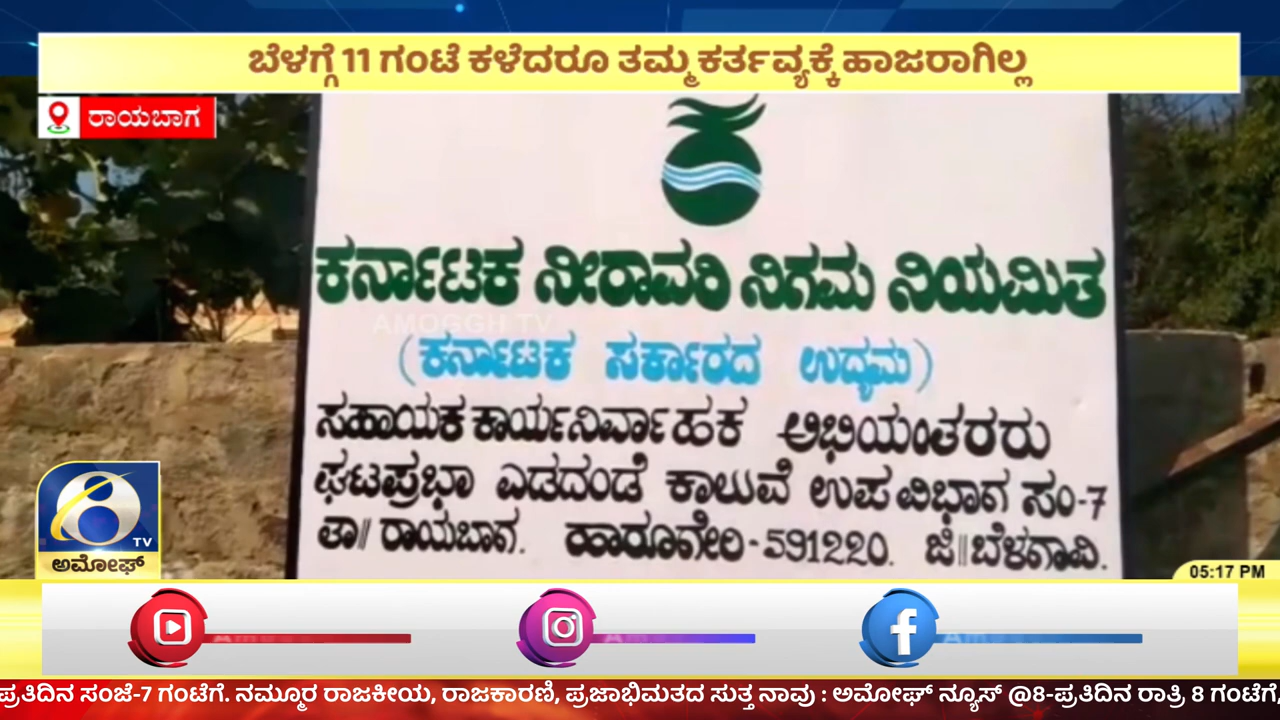 ಬೆಳಗ್ಗೆ 11 ಗಂಟೆ ಕಳೆದರೂ ತಮ್ಮ ಕರ್ತವ್ಯಕ್ಕೆ ಹಾಜರಾಗಿಲ್ಲ
ರಾಯಬಾಗ
ಕರ್ನಾಟಕ ನೀರಾವರಿ ನಿಗಮ ನಿಯಮಿತ
AMOGGH TV
(ಕರ್ನಾಟಕ ಸರ್ಕಾರದ ಉದ್ಯಮ)
ಸಹಾಯಕ ಕಾರ್ಯನಿರ್ವಾಹಕ ಅಭಿಯಂತರರು
ಘಟಪ್ರಭಾ ಎಡದಂಡೆ ಕಾಲುವೆ ಉಪವಿಭಾಗ ಸಂ-7
ತಾ|| ರಾಯಬಾಗ. ಹಾರೂಗೇರಿ-591220. ಜಿ||ಬೆಳಗಾವಿ.
8 TV
ಅಮೋಘ್
05:17 PM
ಪ್ರತಿದಿನ ಸಂಜೆ-7 ಗಂಟೆಗೆ. ನಮ್ಮೂರ ರಾಜಕೀಯ, ರಾಜಕಾರಣಿ, ಪ್ರಜಾಭಿಮತದ ಸುತ್ತ ನಾವು : ಅಮೋಘ್ ನ್ಯೂಸ್ @8-ಪ್ರತಿದಿನ ರಾತ್ರಿ 8 ಗಂಟೆಗೆ,